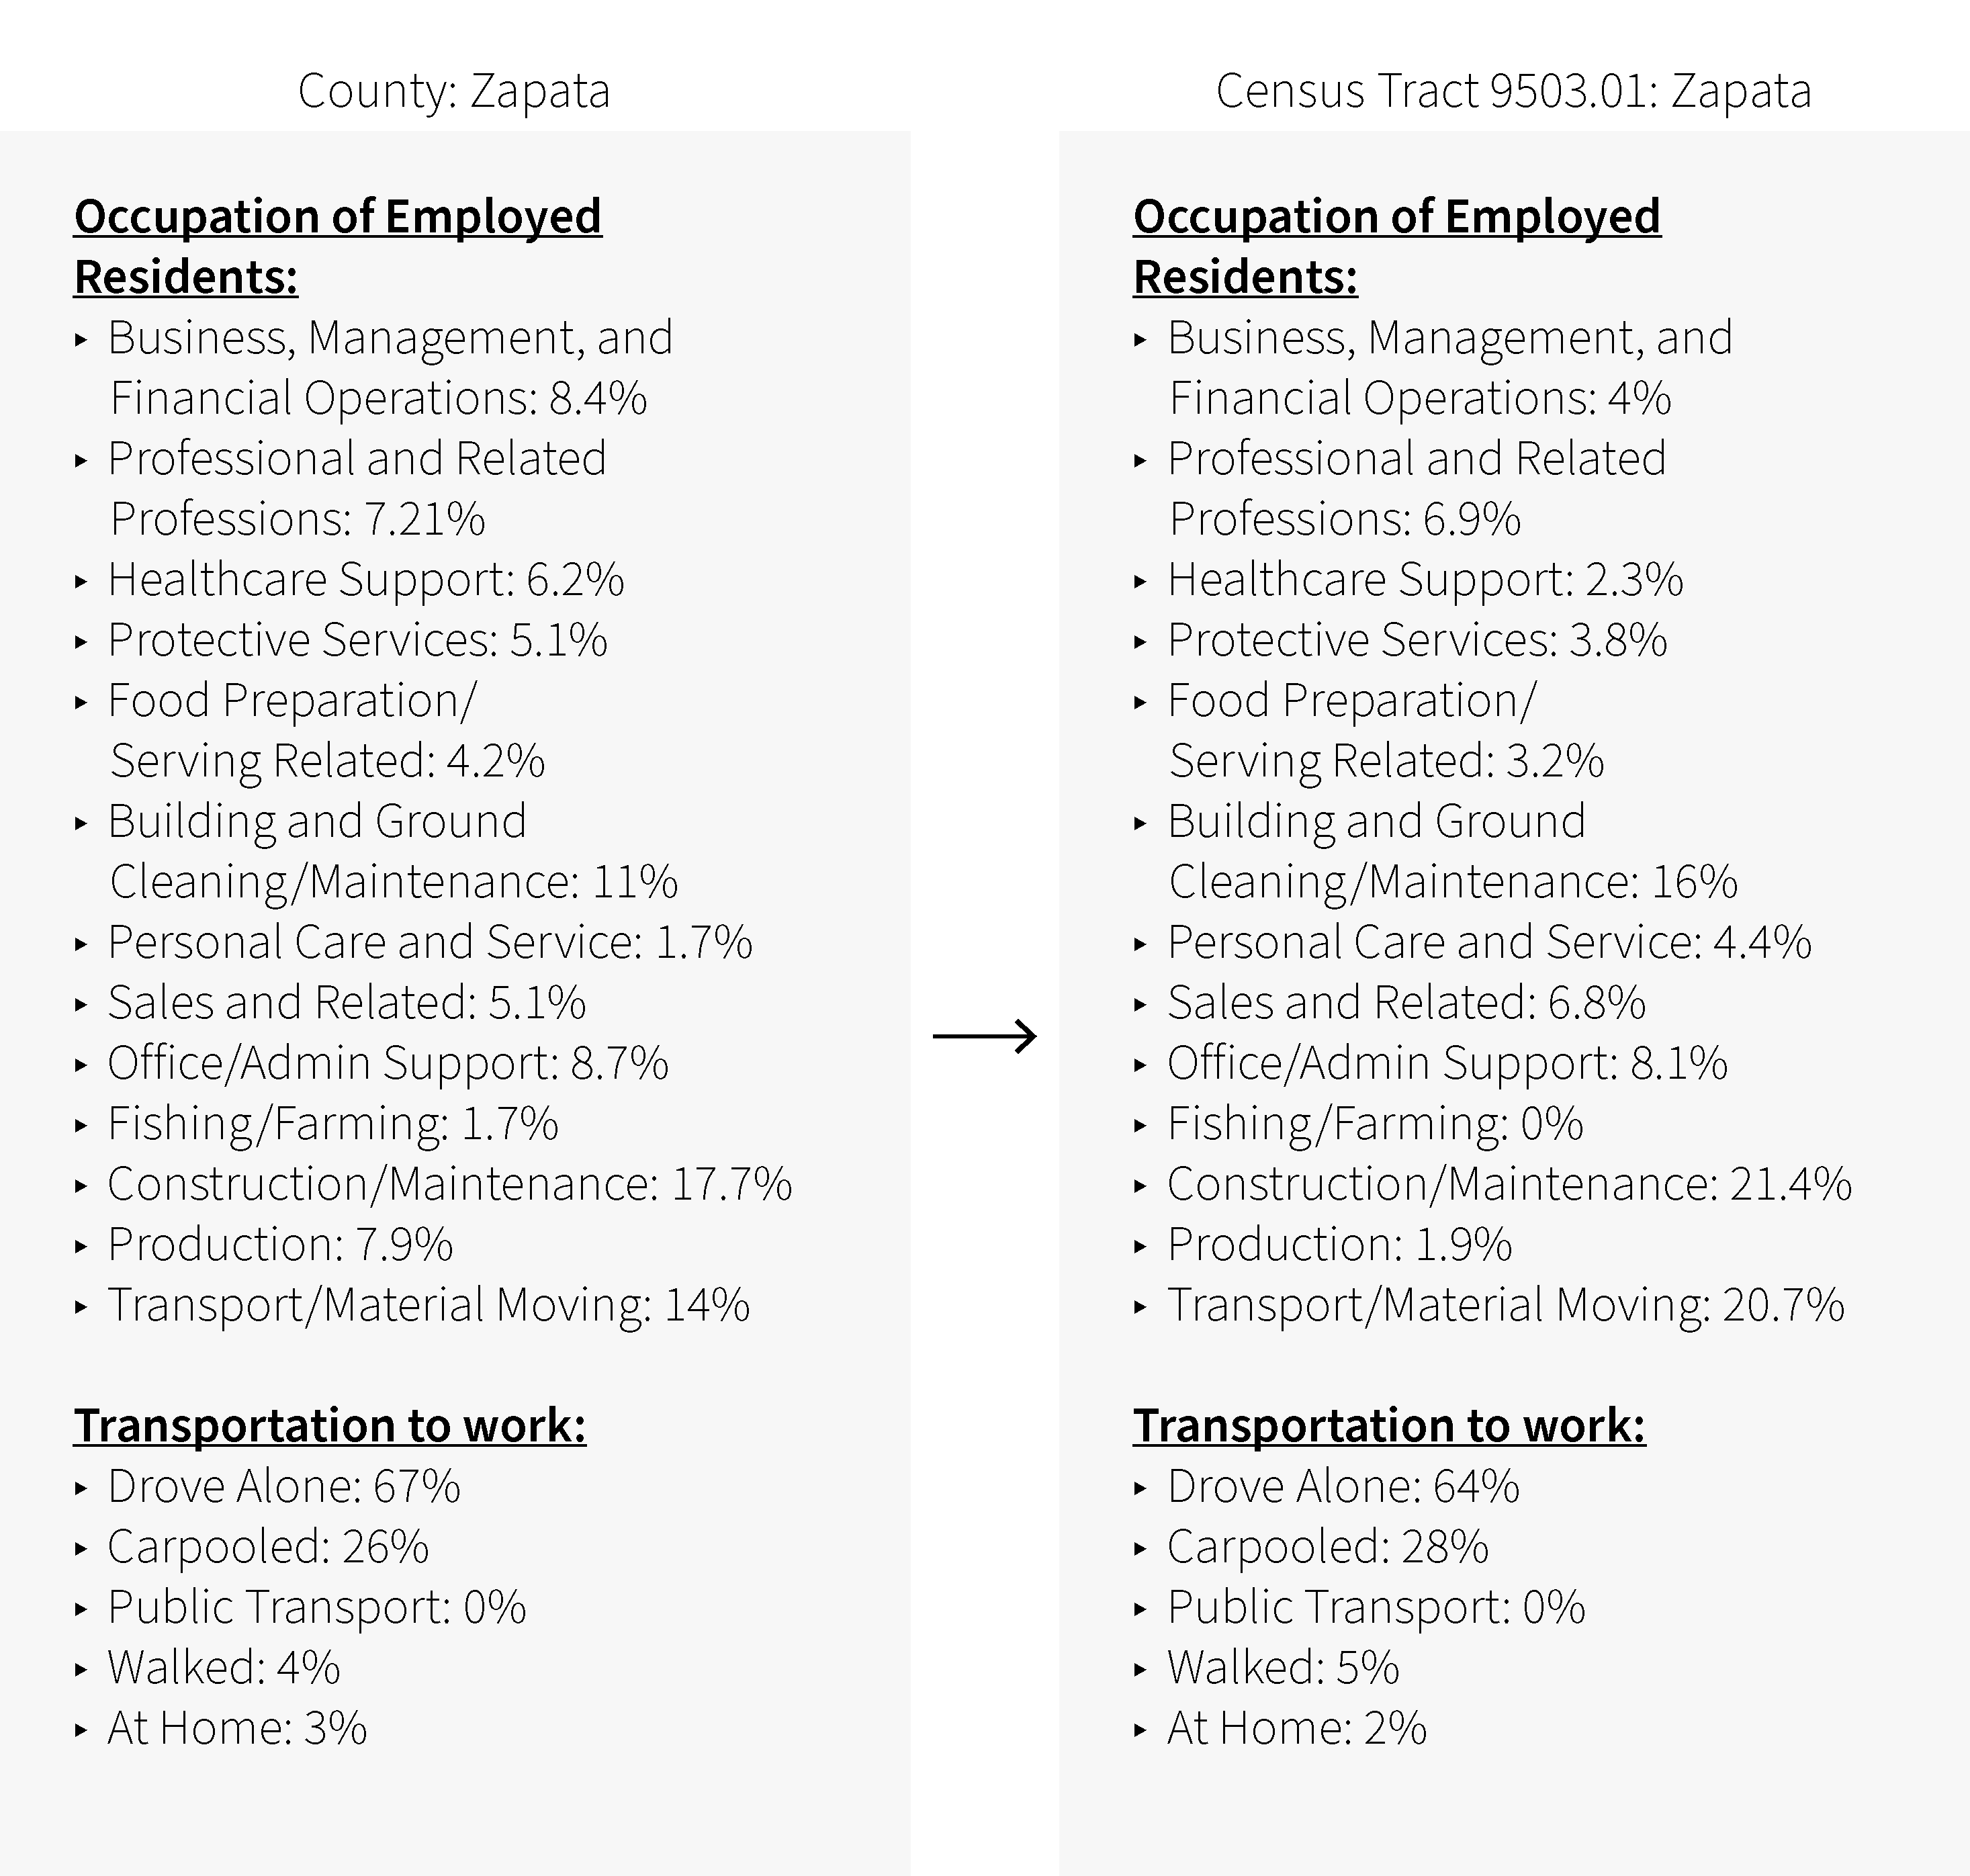 County: Zapata
Occupation of Employed
Residents:
‣ Business, Management, and
Financial Operations: 8.4%
‣ Professional and Related
Professions: 7.21%
‣ Healthcare Support: 6.2%
‣ Protective Services: 5.1%
‣ Food Preparation/
Serving Related: 4.2%
‣ Building and Ground
Cleaning/Maintenance: 11%
‣ Personal Care and Service: 1.7%
‣ Sales and Related: 5.1%
‣ Office/Admin Support: 8.7%
‣ Fishing/Farming: 1.7%
‣ Construction/Maintenance: 17.7%
‣ Production: 7.9%
‣ Transport/Material Moving: 14%
Transportation to work:
‣ Drove Alone: 67%
‣ Carpooled: 26%
‣ Public Transport: 0%
‣ Walked: 4%
‣ At Home: 3%
Census Tract 9503.01: Zapata
Occupation of Employed
Residents:
‣ Business, Management, and
Financial Operations: 4%
‣ Professional and Related
Professions: 6.9%
‣ Healthcare Support: 2.3%
‣ Protective Services: 3.8%
‣ Food Preparation/
Serving Related: 3.2%
‣ Building and Ground
Cleaning/Maintenance: 16%
‣ Personal Care and Service: 4.4%
‣ Sales and Related: 6.8%
‣ Office/Admin Support: 8.1%
‣ Fishing/Farming: 0%
‣ Construction/Maintenance: 21.4%
‣ Production: 1.9%
‣ Transport/Material Moving: 20.7%
Transportation to work:
‣ Drove Alone: 64%
‣ Carpooled: 28%
‣ Public Transport: 0%
‣ Walked: 5%
‣ At Home: 2%